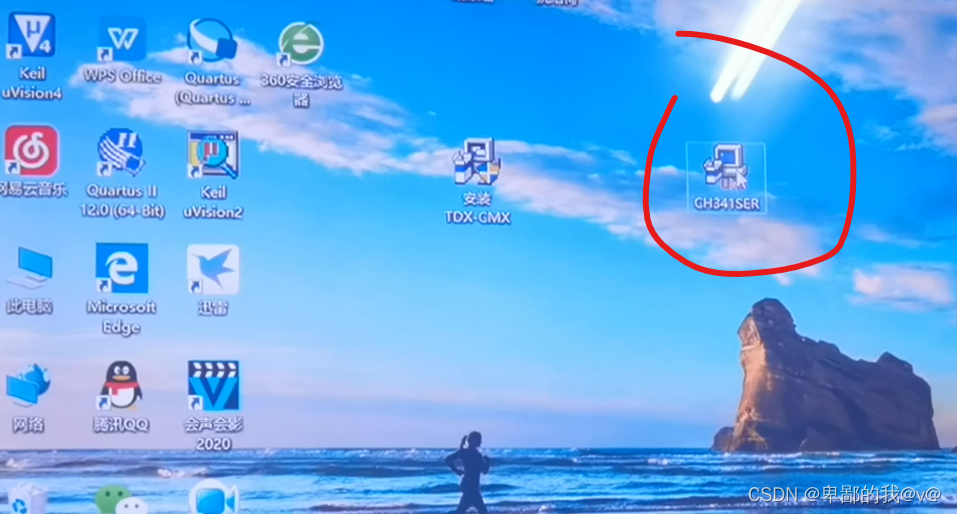 Keil
uVision4
WPS Office
Quartus
(Quartus ...
360安全浏览
器
网易云音乐
Quartus II
12.0 (64-Bit)
Keil
uVision2
安装
TDX-CMX
CH341SER
此电脑
Microsoft
Edge
迅雷
网络
腾讯QQ
会声会影
2020
CSDN @卑鄙的我@v@